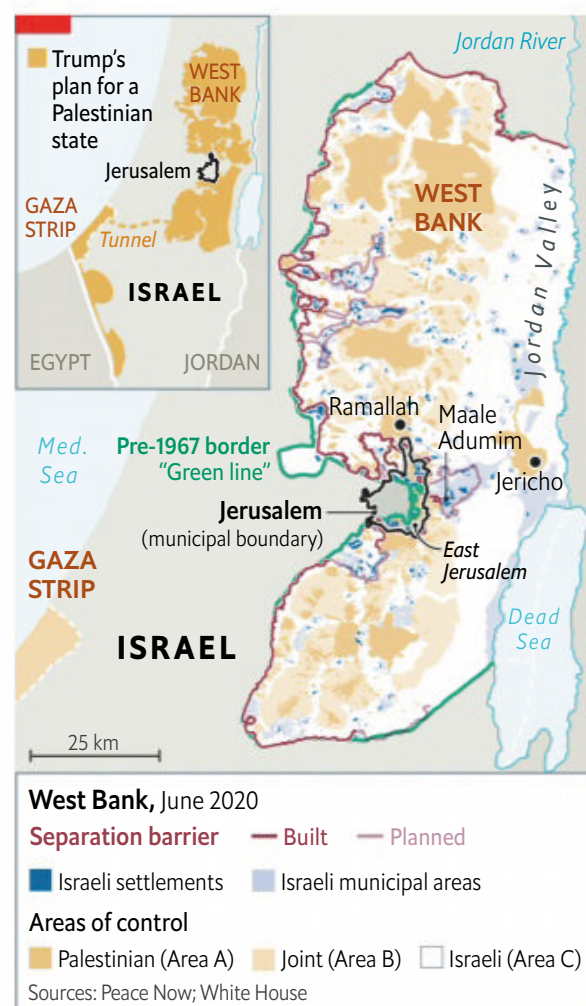 Trump's
plan for a
Palestinian
state
WEST
BANK
Jerusalem
GAZA
STRIP
Tunnel
ISRAEL
EGYPT
JORDAN
Jordan River
WEST
BANK
Jordan Valley
Ramallah
Maale
Adumim
Jericho
Med.
Sea
Pre-1967 border
“Green line”
Jerusalem
(municipal boundary)
East
Jerusalem
GAZA
STRIP
ISRAEL
Dead
Sea
25 km
West Bank, June 2020
Separation barrier Built Planned
Israeli settlements Israeli municipal areas
Areas of control
Palestinian (Area A) Joint (Area B) Israeli (Area C)
Sources: Peace Now; White House